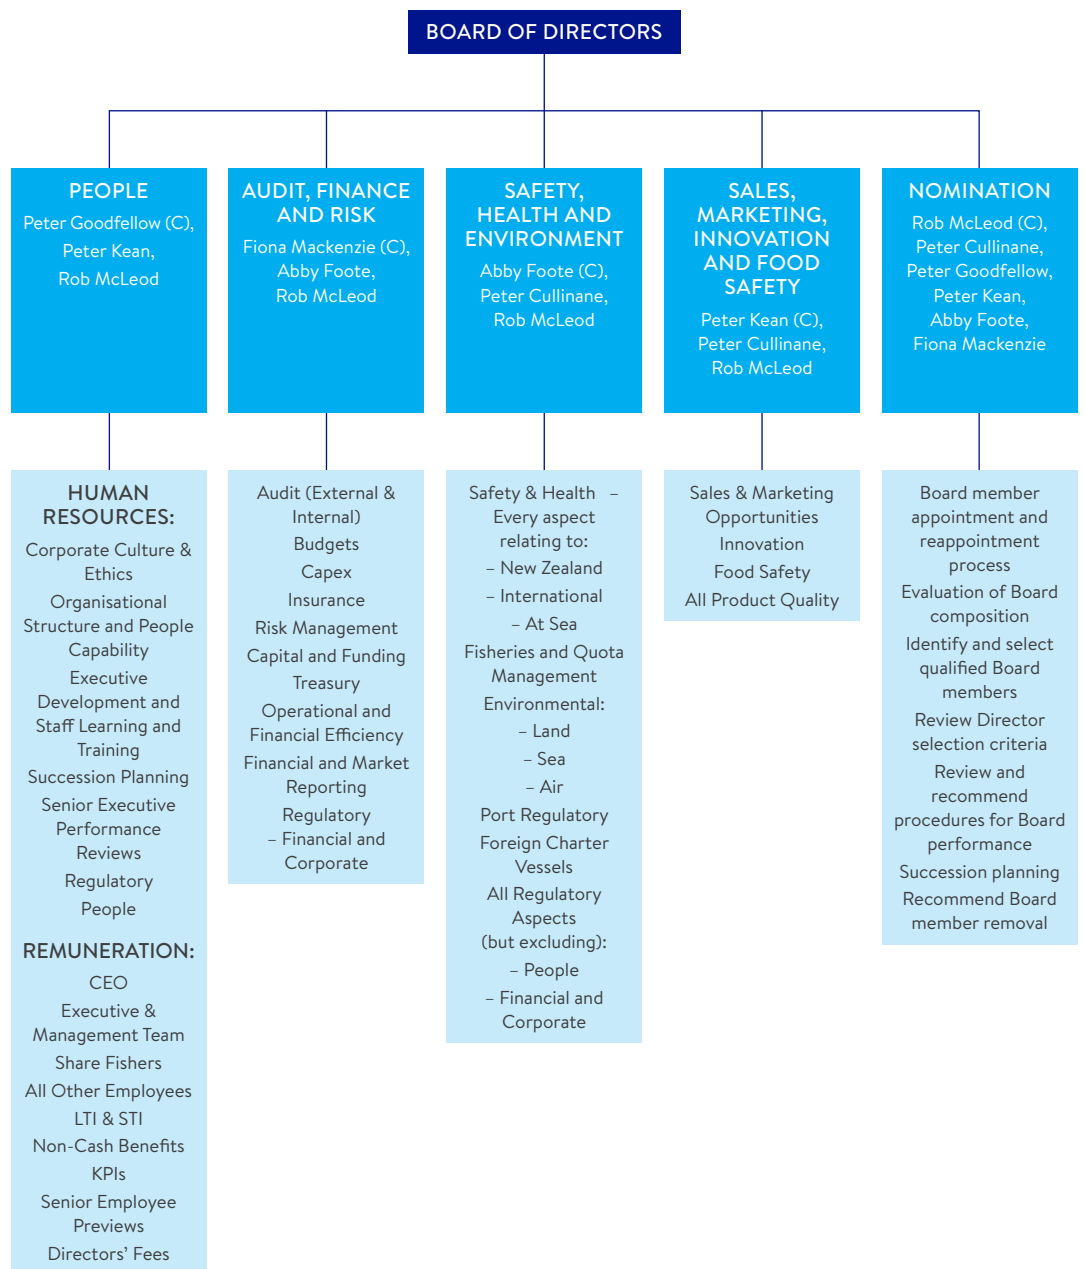 BOARD OF DIRECTORS
PEOPLE
Peter Goodfellow (C),
Peter Kean,
Rob McLeod
AUDIT, FINANCE
AND RISK
Fiona Mackenzie (C),
Abby Foote,
Rob McLeod
SAFETY,
HEALTH AND
ENVIRONMENT
Abby Foote (C),
Peter Cullinane,
Rob McLeod
SALES,
MARKETING,
INNOVATION
AND FOOD
SAFETY
Peter Kean (C),
Peter Cullinane,
Rob McLeod
NOMINATION
Rob McLeod (C),
Peter Cullinane,
Peter Goodfellow,
Peter Kean,
Abby Foote,
Fiona Mackenzie
HUMAN
RESOURCES:
Corporate Culture &
Ethics
Organisational
Structure and People
Capability
Executive
Development and
Staff Learning and
Training
Succession Planning
Senior Executive
Performance
Reviews
Regulatory
People
REMUNERATION:
CEO
Executive &
Management Team
Share Fishers
All Other Employees
LTI & STI
Non-Cash Benefits
KPIs
Senior Employee
Previews
Directors’ Fees
Audit (External &
Internal)
Budgets
Capex
Insurance
Risk Management
Capital and Funding
Treasury
Operational and
Financial Efficiency
Financial and Market
Reporting
Regulatory
– Financial and
Corporate
Safety & Health –
Every aspect
relating to:
– New Zealand
– International
– At Sea
Fisheries and Quota
Management
Environmental:
– Land
– Sea
– Air
Port Regulatory
Foreign Charter
Vessels
All Regulatory
Aspects
(but excluding):
– People
– Financial and
Corporate
Sales & Marketing
Opportunities
Innovation
Food Safety
All Product Quality
Board member
appointment and
reappointment
process
Evaluation of Board
composition
Identify and select
qualified Board
members
Review Director
selection criteria
Review and
recommend
procedures for Board
performance
Succession planning
Recommend Board
member removal